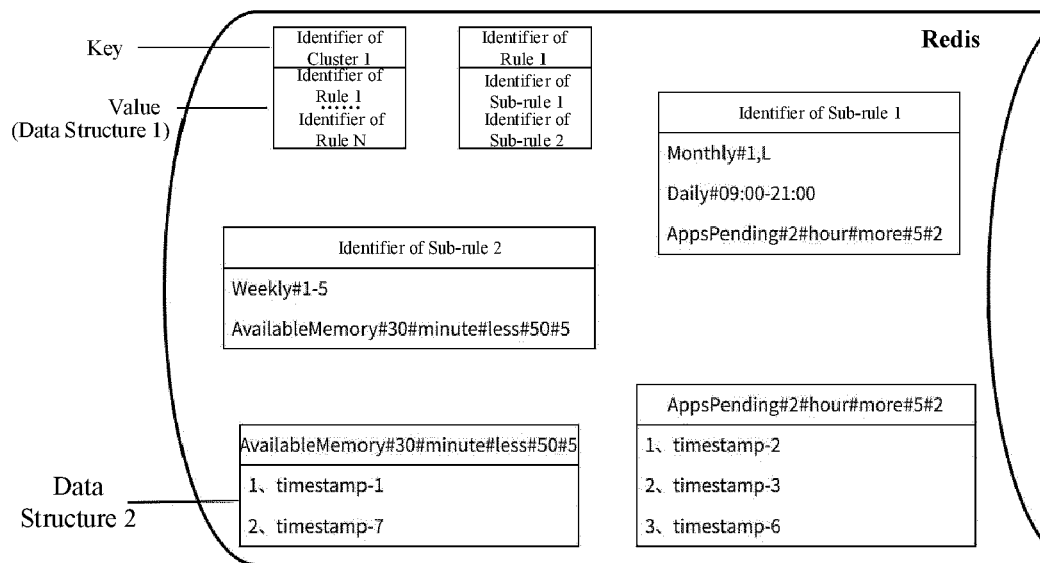 Key
Value
(Data Structure 1)
Identifier of
Cluster 1
Identifier of
Rule 1
......
Identifier of
Rule N
Identifier of
Rule 1
Identifier of
Sub-rule 1
Identifier of
Sub-rule 2
Redis
Identifier of Sub-rule 1
Monthly#1,L
Daily#09:00-21:00
AppsPending#2#hour#more#5#2
Identifier of Sub-rule 2
Weekly#1-5
AvailableMemory#30#minute#less#50#5
Data
Structure 2
AvailableMemory#30#minute#less#50#5
1、timestamp-1
2、timestamp-7
AppsPending#2#hour#more#5#2
1、timestamp-2
2、timestamp-3
3、timestamp-6